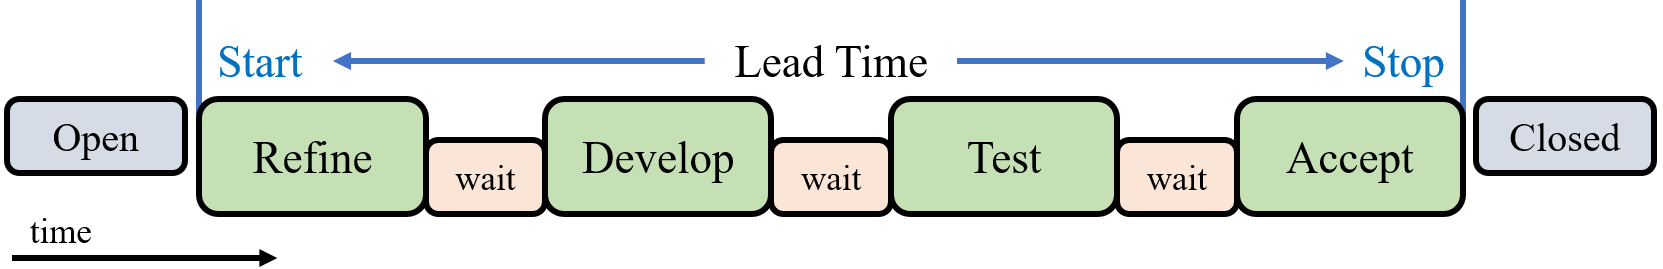 Start Lead Time Stop
Open Refine wait Develop wait Test wait Accept Closed
time